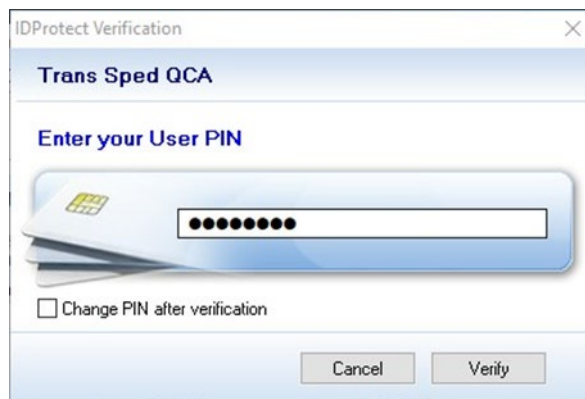 IDProtect Verification
Trans Sped QCA
Enter your User PIN
●●●●●●●●
Change PIN after verification
Cancel Verify